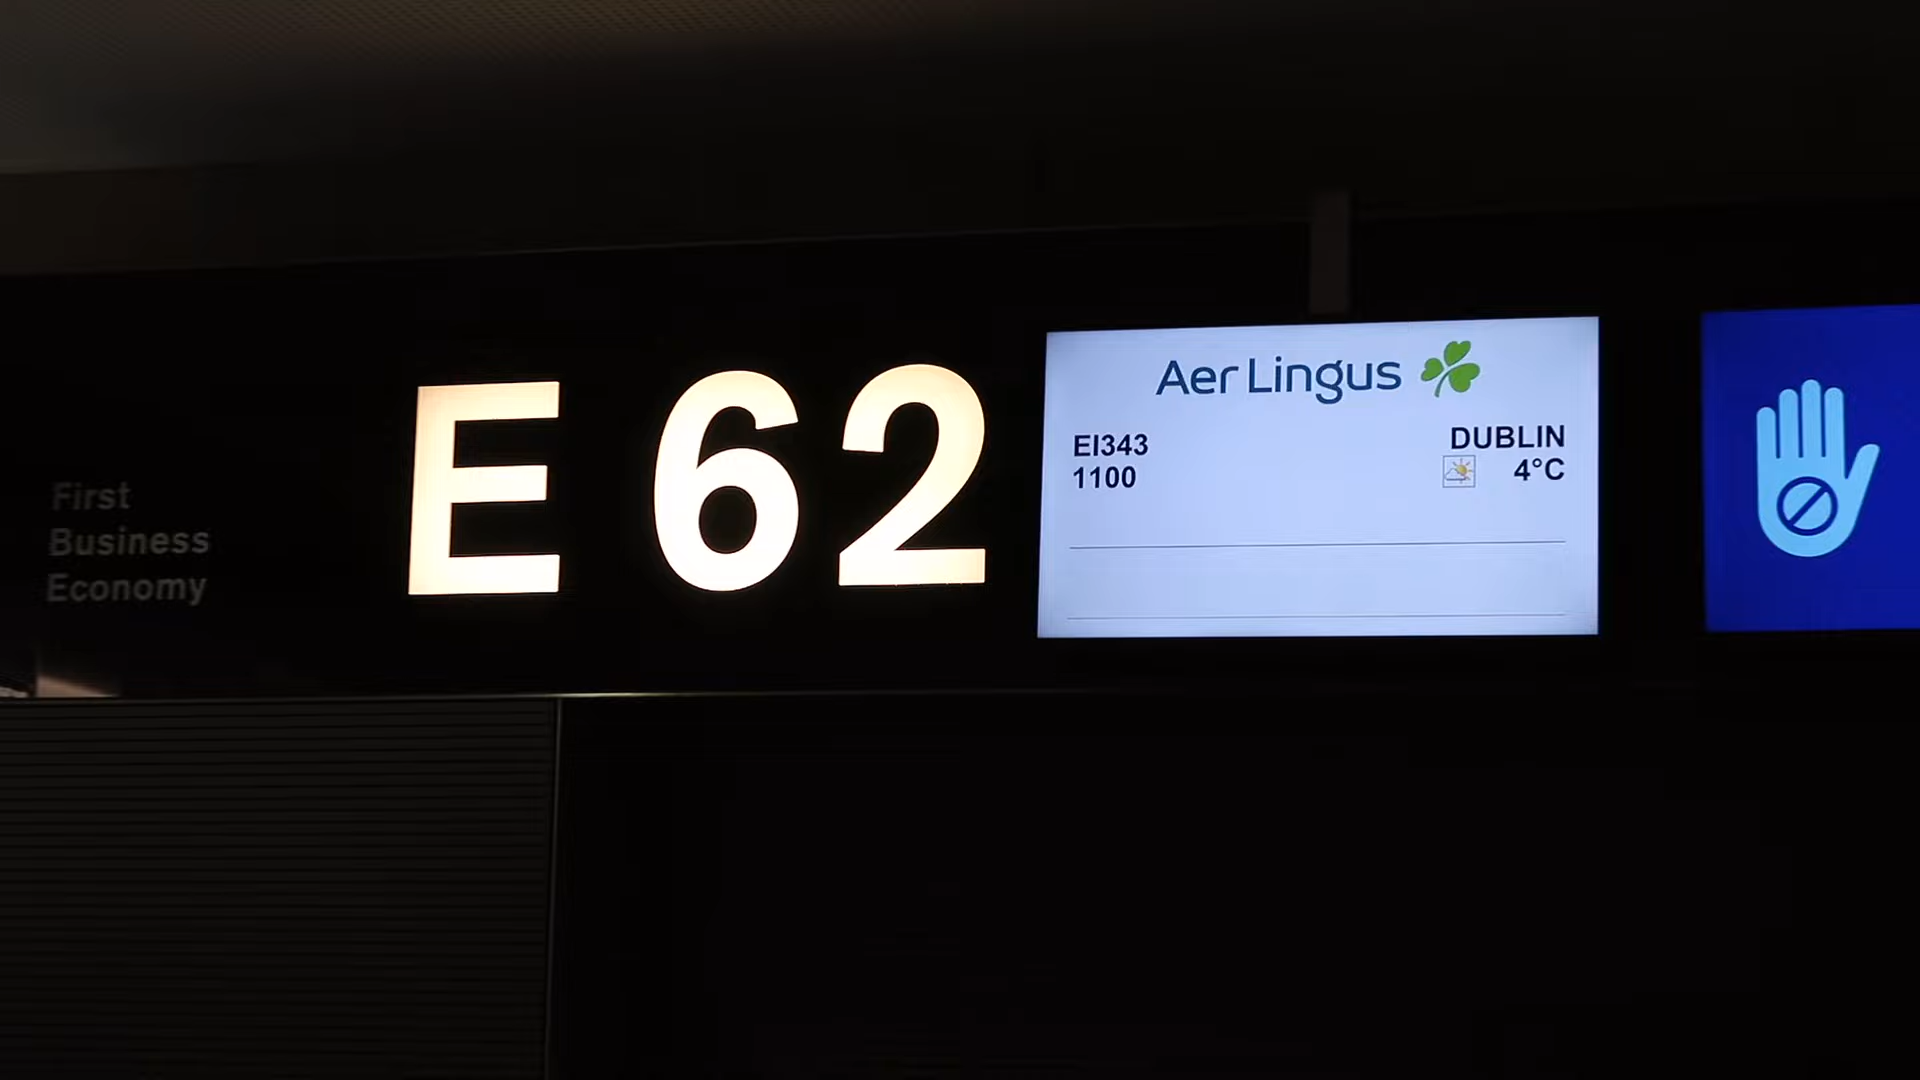 First
Business
Economy
E 62
Aer Lingus
EI343
DUBLIN
1100
4°C